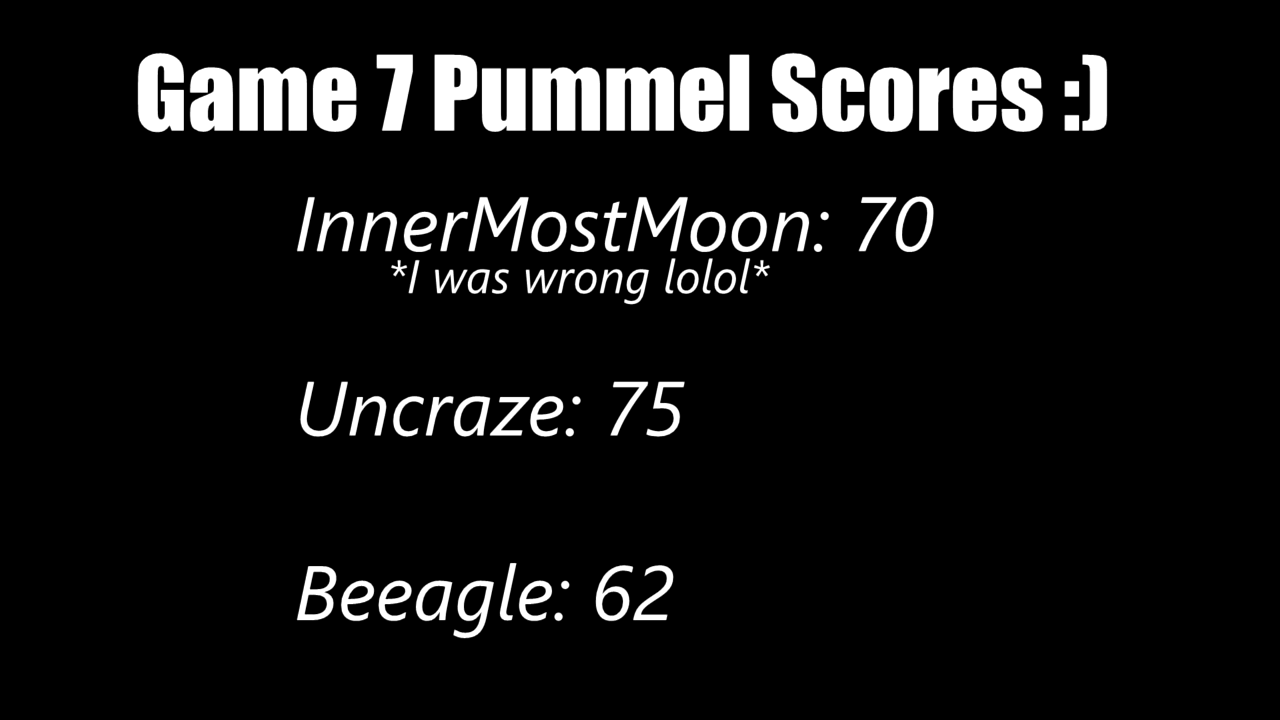 Game 7 Pummel Scores :)
InnerMostMoon: 70
*I was wrong lolol*
Uncraze: 75
Beeagle: 62